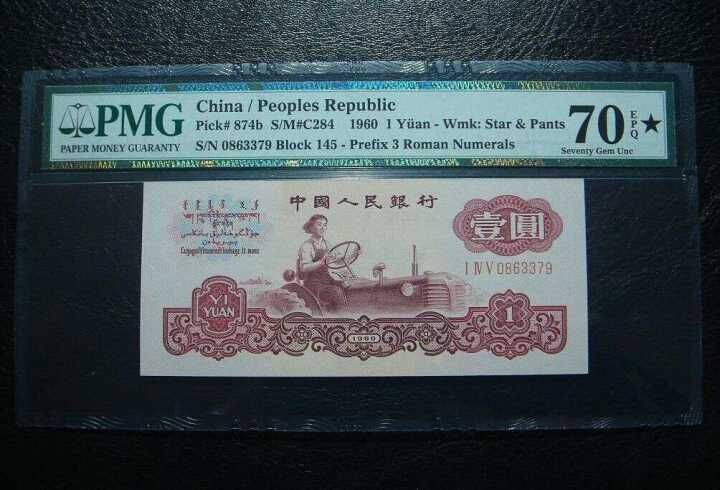 PMG
PAPER MONEY GUARANTY
China / Peoples Republic
Pick# 874b S/M#C284 1960 1 Yüan - Wmk: Star & Pants
S/N 0863379 Block 145 - Prefix 3 Roman Numerals
70 EPQ ★
Seventy Gem Unc
中國人民銀行
壹圓
I IV V 0863379
YI
YUAN
1960
1